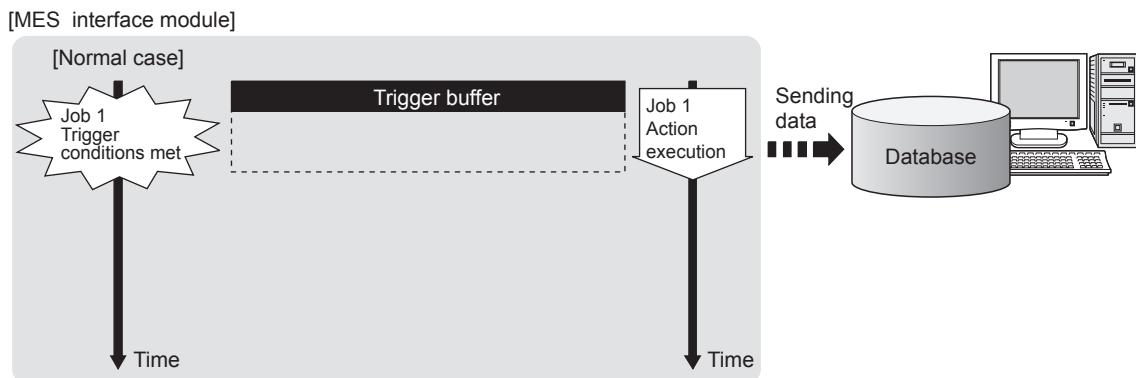 [MES interface module]
[Normal case]
Job 1
Trigger
conditions met
Trigger buffer
Job 1
Action
execution
Sending
data
Database
Time
Time